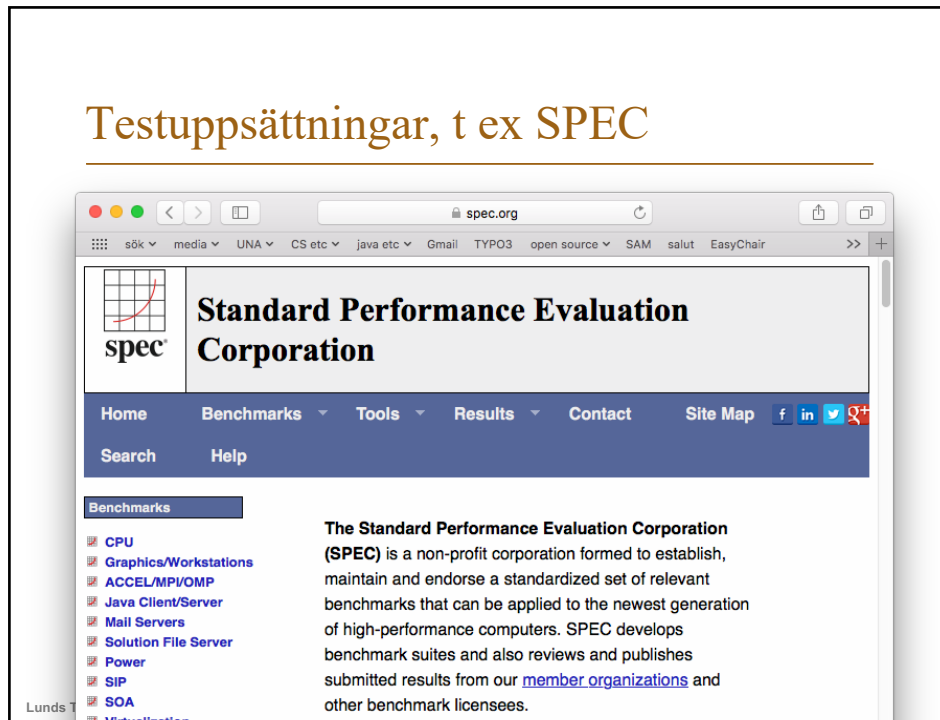 Testuppsättningar, t ex SPEC
spec.org
sök media UNA CS etc java etc Gmail TYPO3 open source SAM salut EasyChair >> +
spec
Standard Performance Evaluation
Corporation
Home Benchmarks Tools Results Contact Site Map f in g+
Search Help
Benchmarks
CPU
Graphics/Workstations
ACCEL/MPI/OMP
Java Client/Server
Mail Servers
Solution File Server
Power
SIP
SOA
Virtualization
The Standard Performance Evaluation Corporation
(SPEC) is a non-profit corporation formed to establish,
maintain and endorse a standardized set of relevant
benchmarks that can be applied to the newest generation
of high-performance computers. SPEC develops
benchmark suites and also reviews and publishes
submitted results from our member organizations and
other benchmark licensees.
Lunds T